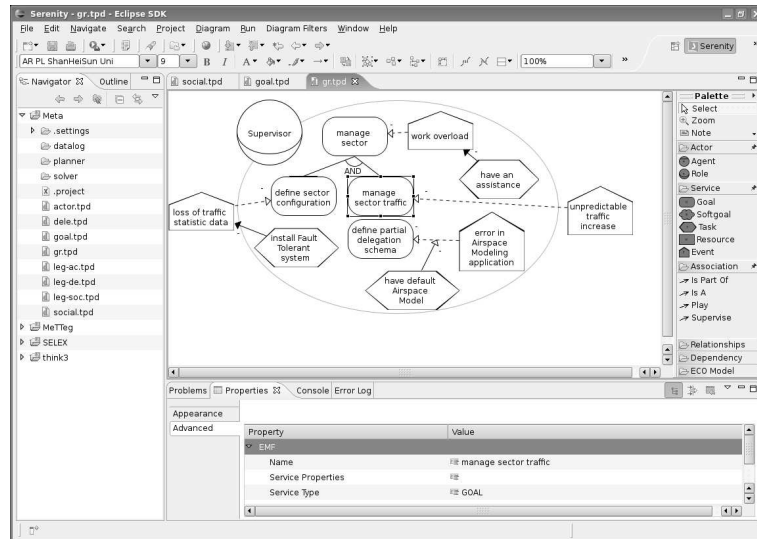 Serenity - gr.tpd - Eclipse SDK
File Edit Navigate Search Project Diagram Run Diagram Filters Window Help
Serenity
AR PL ShanHeiSun Uni 9 B I A 100% »
Navigator Outline
social.tpd goal.tpd gr.tpd
Meta
.settings
datalog
planner
solver
.project
actor.tpd
dele.tpd
goal.tpd
gr.tpd
leg-ac.tpd
leg-de.tpd
leg-soc.tpd
social.tpd
MeTTeg
SELEX
think3
Supervisor
manage
sector
work overload
AND
have an
assistance
define sector
configuration
manage
sector traffic
loss of traffic
statistic data
unpredictable
traffic
increase
install Fault
Tolerant
system
define partial
delegation
schema
error in
Airspace
Modeling
application
have default
Airspace
Model
Palette
Select
Zoom
Note
Actor
Agent
Role
Service
Goal
Softgoal
Task
Resource
Event
Association
Is Part Of
Is A
Play
Supervise
Relationships
Dependency
ECO Model
Problems Properties Console Error Log
Appearance
Advanced
Property Value
EMF
Name manage sector traffic
Service Properties
Service Type GOAL